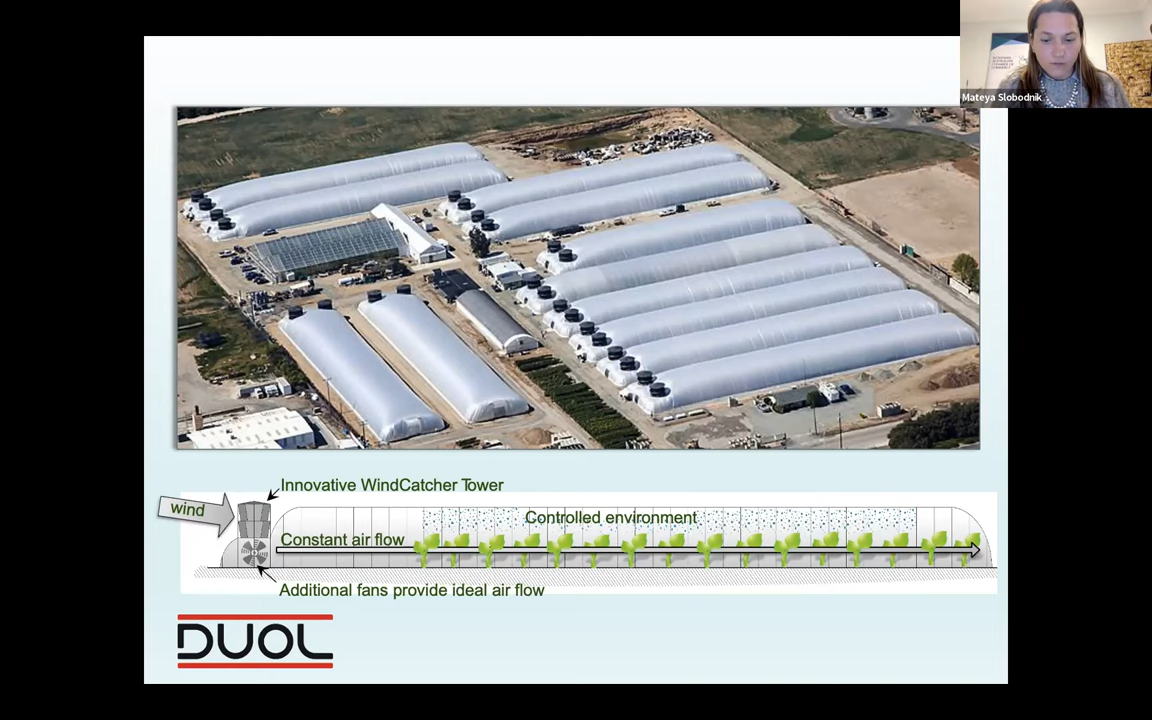 Mateya Slobodnik
Innovative WindCatcher Tower
wind
Controlled environment
Constant air flow
Additional fans provide ideal air flow
DUOL